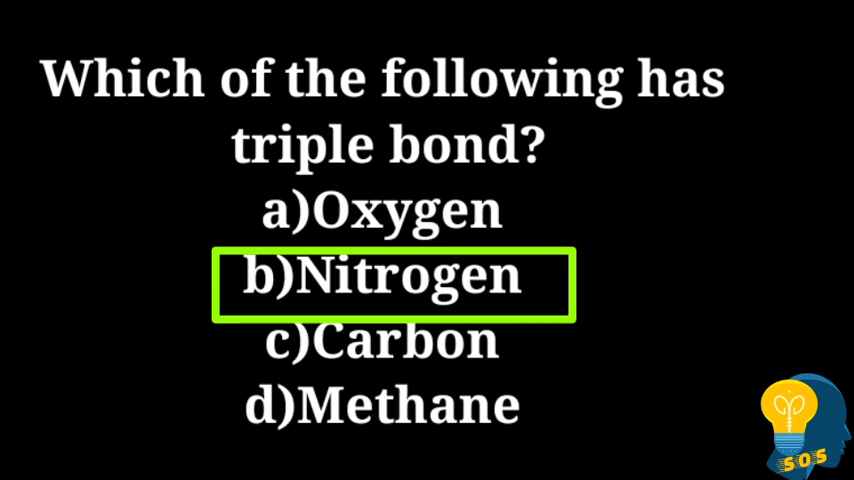 Which of the following has
triple bond?
a)Oxygen
b)Nitrogen
c)Carbon
d)Methane
SOS